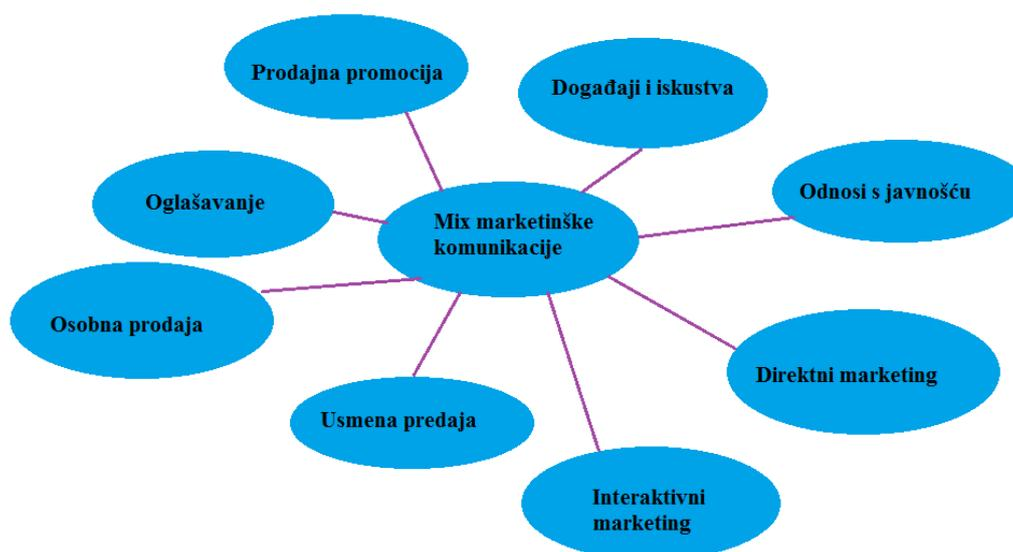 Prodajna promocija
Događaji i iskustva
Oglašavanje
Odnosi s javnošću
Mix marketinške
komunikacije
Osobna prodaja
Direktni marketing
Usmena predaja
Interaktivni
marketing